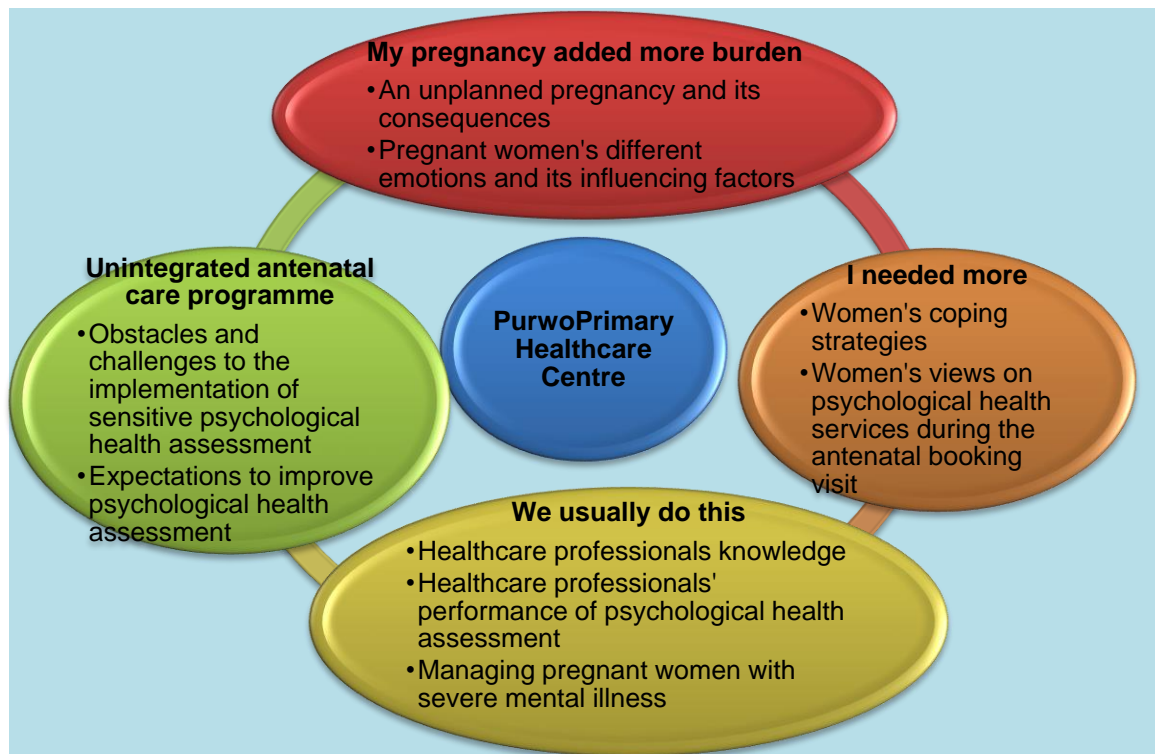 My pregnancy added more burden
•An unplanned pregnancy and its
consequences
•Pregnant women's different
emotions and its influencing factors
Unintegrated antenatal
care programme
•Obstacles and
challenges to the
implementation of
sensitive psychological
health assessment
•Expectations to improve
psychological health
assessment
PurwoPrimary
Healthcare
Centre
I needed more
•Women's coping
strategies
•Women's views on
psychological health
services during the
antenatal booking
visit
We usually do this
•Healthcare professionals knowledge
•Healthcare professionals'
performance of psychological health
assessment
•Managing pregnant women with
severe mental illness